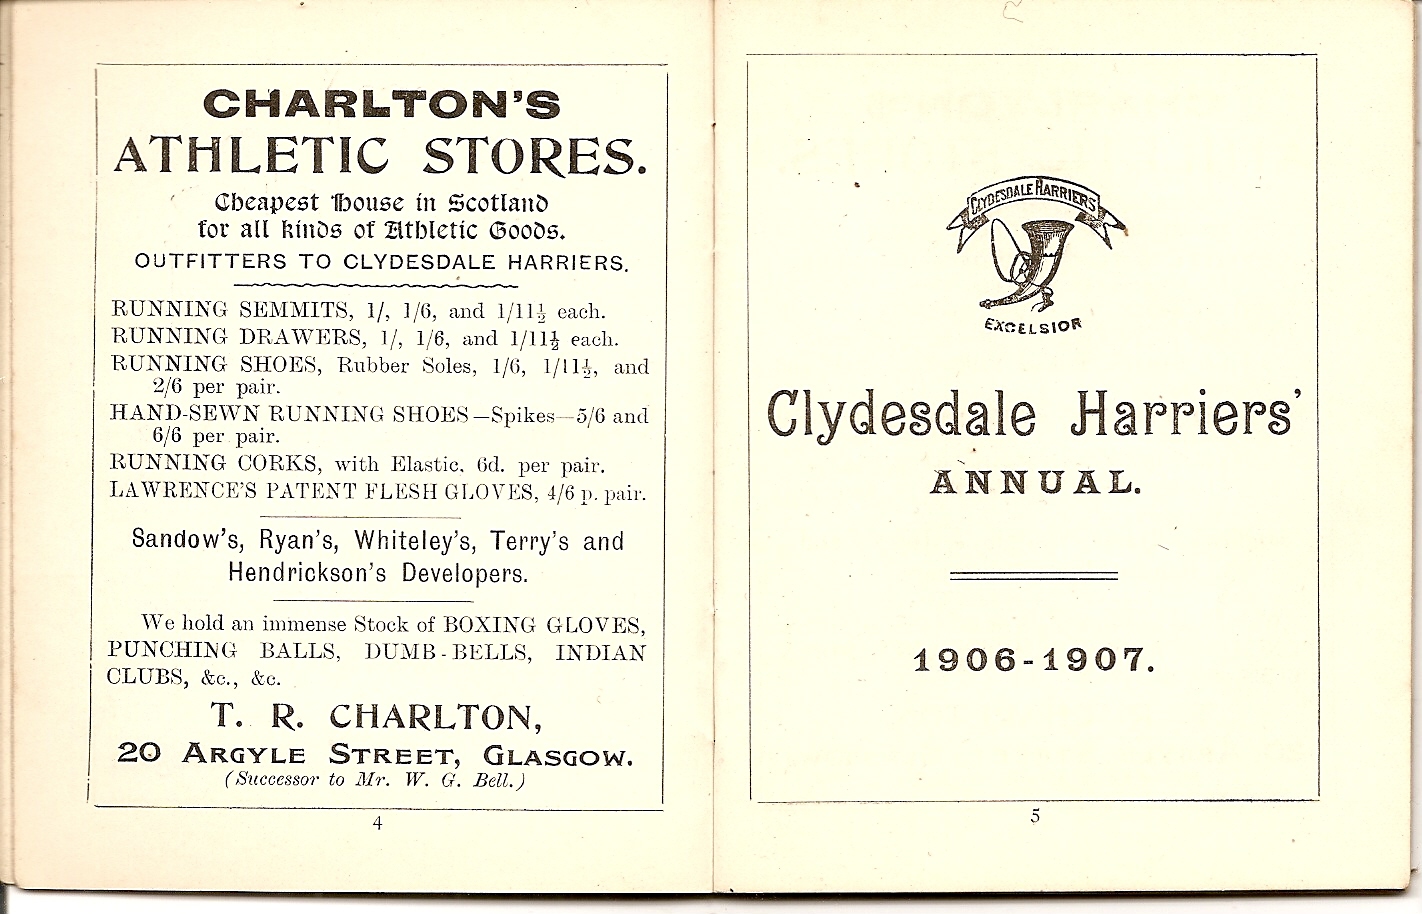 CHARLTON'S
ATHLETIC STORES.
Cheapest House in Scotland
for all kinds of Athletic Goods.
OUTFITTERS TO CLYDESDALE HARRIERS.
RUNNING SEMMITS, 1/, 1/6, and 1/11½ each.
RUNNING DRAWERS, 1/, 1/6, and 1/11½ each.
RUNNING SHOES, Rubber Soles, 1/6, 1/11½, and
2/6 per pair.
HAND-SEWN RUNNING SHOES—Spikes—5/6 and
6/6 per pair.
RUNNING CORKS, with Elastic, 6d. per pair.
LAWRENCE'S PATENT FLESH GLOVES, 4/6 p. pair.
Sandow's, Ryan's, Whiteley's, Terry's and
Hendrickson's Developers.
We hold an immense Stock of BOXING GLOVES,
PUNCHING BALLS, DUMB-BELLS, INDIAN
CLUBS, &c., &c.
T. R. CHARLTON,
20 ARGYLE STREET, GLASGOW.
(Successor to Mr. W. G. Bell.)
4
CLYDESDALE HARRIERS
EXCELSIOR
Clydesdale Harriers'
ANNUAL.
1906-1907.
5